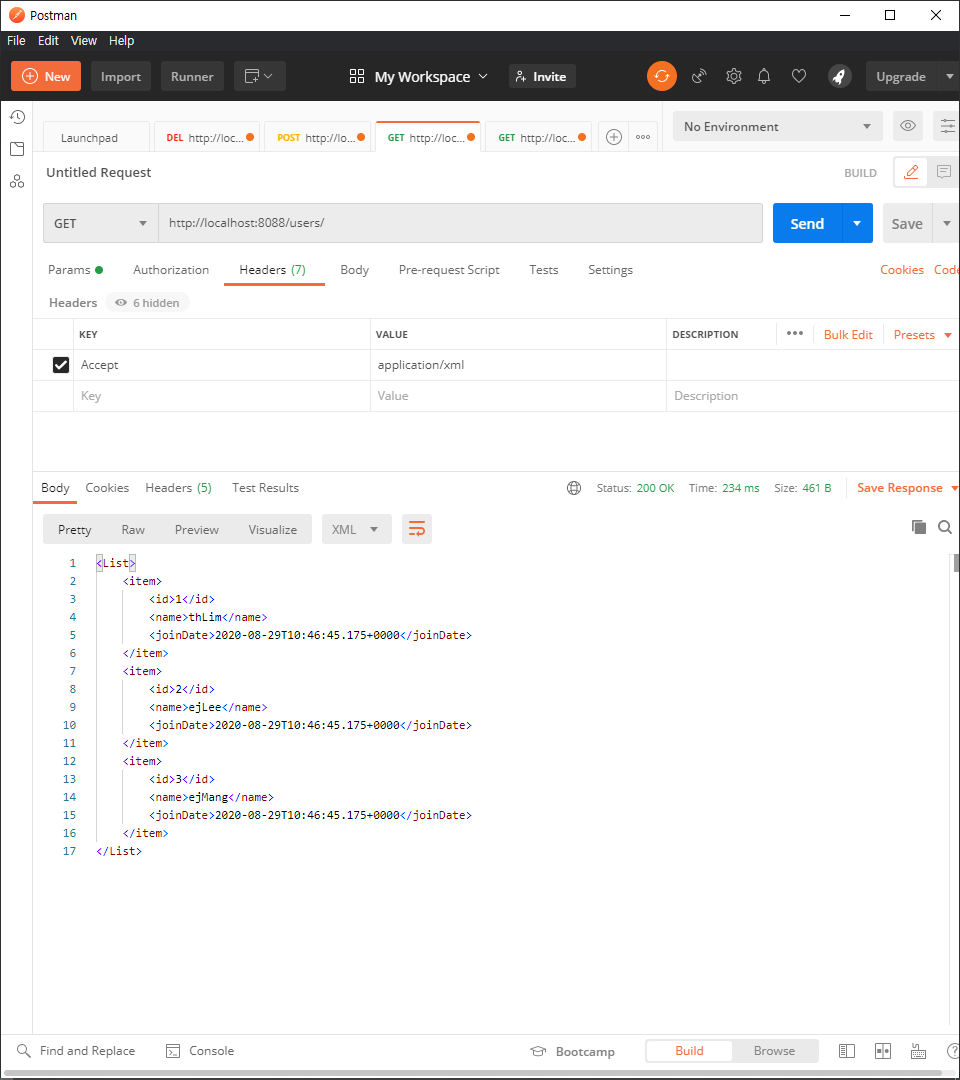 Postman
File Edit View Help
New Import Runner My Workspace Invite Upgrade
Launchpad DEL http://loc... POST http://lo... GET http://loc... GET http://loc... No Environment
Untitled Request BUILD
GET http://localhost:8088/users/ Send Save
Params Authorization Headers (7) Body Pre-request Script Tests Settings Cookies Code
Headers 6 hidden
KEY VALUE DESCRIPTION ••• Bulk Edit Presets
Accept application/xml
Key Value Description
Body Cookies Headers (5) Test Results Status: 200 OK Time: 234 ms Size: 461 B Save Response
Pretty Raw Preview Visualize XML
1 <List>
2 <item>
3 <id>1</id>
4 <name>thLim</name>
5 <joinDate>2020-08-29T10:46:45.175+0000</joinDate>
6 </item>
7 <item>
8 <id>2</id>
9 <name>ejLee</name>
10 <joinDate>2020-08-29T10:46:45.175+0000</joinDate>
11 </item>
12 <item>
13 <id>3</id>
14 <name>ejMang</name>
15 <joinDate>2020-08-29T10:46:45.175+0000</joinDate>
16 </item>
17 </List>
Find and Replace Console Bootcamp Build Browse